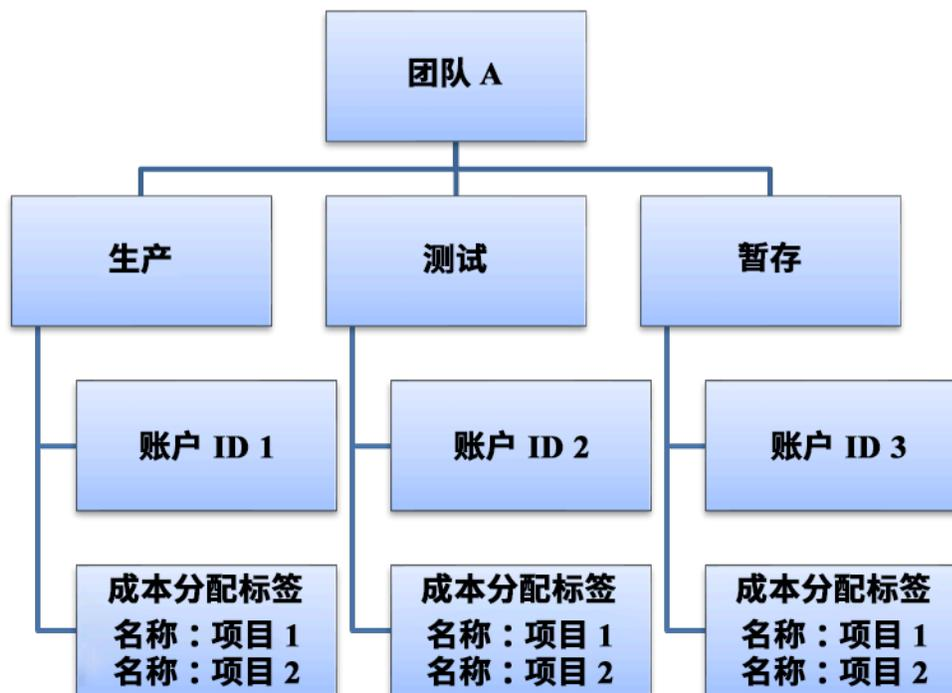 团队 A
生产
测试
暂存
账户 ID 1
账户 ID 2
账户 ID 3
成本分配标签
名称：项目 1
名称：项目 2
成本分配标签
名称：项目 1
名称：项目 2
成本分配标签
名称：项目 1
名称：项目 2